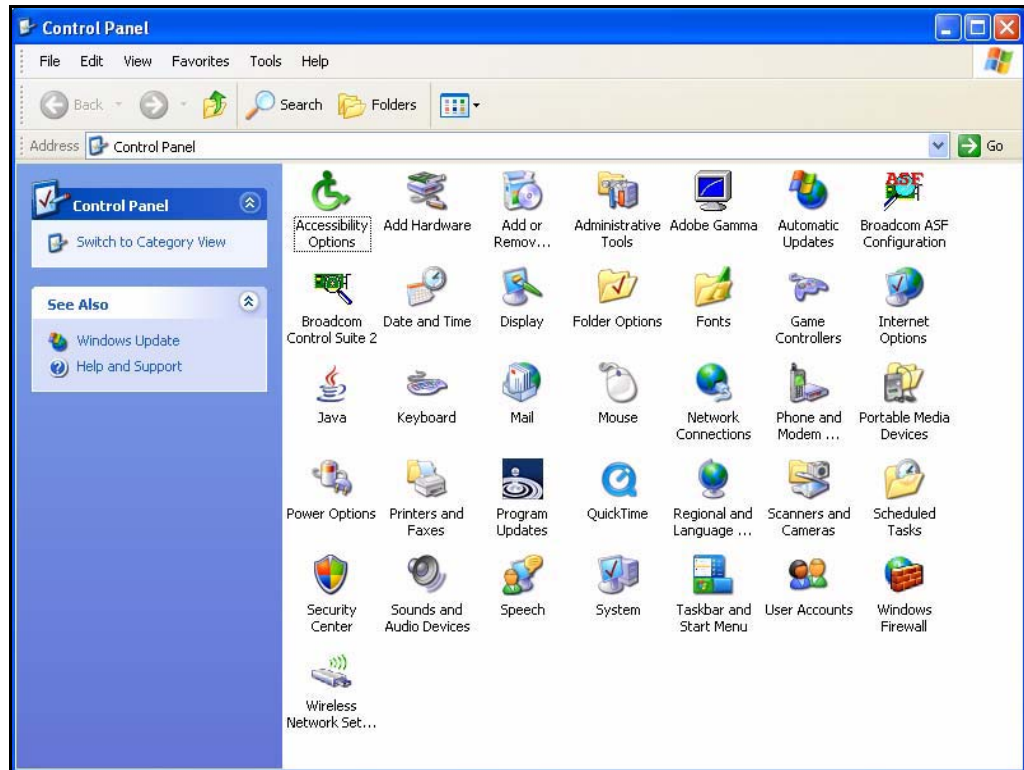 Control Panel
File Edit View Favorites Tools Help
Back Search Folders
Address Control Panel Go
Control Panel
Switch to Category View
See Also
Windows Update
Help and Support
Accessibility Options
Add Hardware
Add or Remov...
Administrative Tools
Adobe Gamma
Automatic Updates
ASF
Broadcom ASF Configuration
Broadcom Control Suite 2
Date and Time
Display
Folder Options
Fonts
Game Controllers
Internet Options
Java
Keyboard
Mail
Mouse
Network Connections
Phone and Modem ...
Portable Media Devices
Power Options
Printers and Faxes
Program Updates
QuickTime
Regional and Language ...
Scanners and Cameras
Scheduled Tasks
Security Center
Sounds and Audio Devices
Speech
System
Taskbar and Start Menu
User Accounts
Windows Firewall
Wireless Network Set...